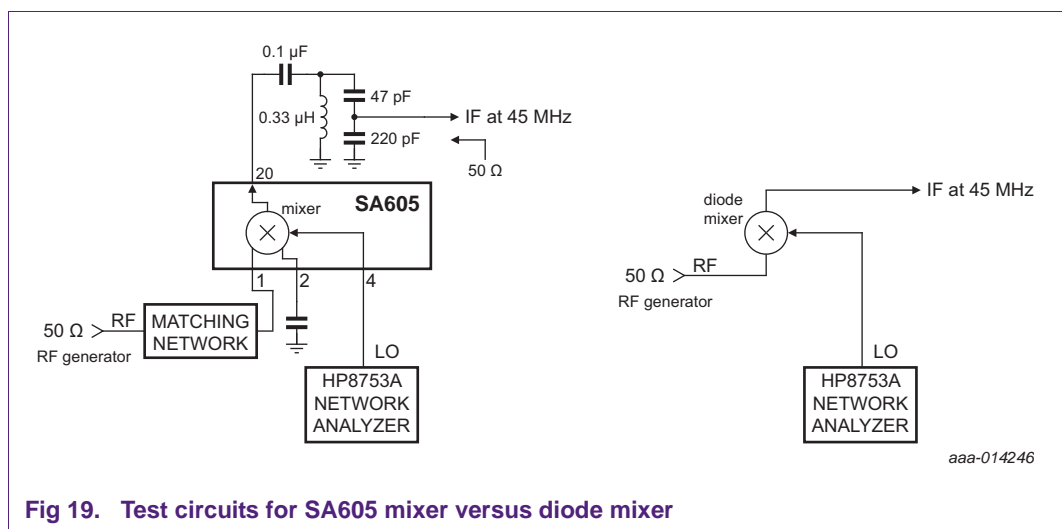 0.1 µF
47 pF
0.33 µH
IF at 45 MHz
220 pF
50 Ω
20
SA605
mixer
1
2
4
50 Ω
RF
RF generator
MATCHING
NETWORK
LO
HP8753A
NETWORK
ANALYZER
IF at 45 MHz
diode
mixer
50 Ω
RF
RF generator
LO
HP8753A
NETWORK
ANALYZER
aaa-014246
Fig 19. Test circuits for SA605 mixer versus diode mixer